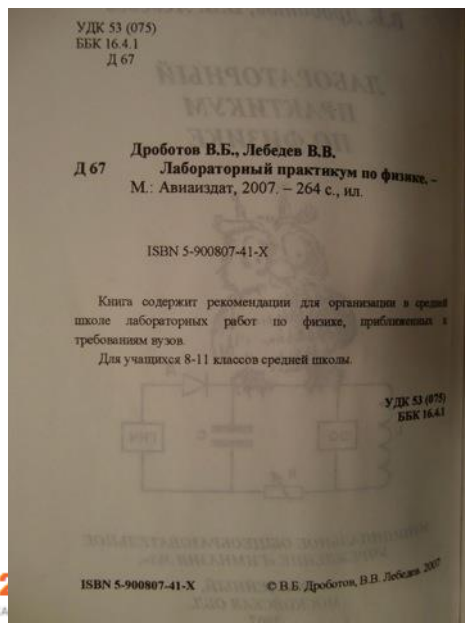 УДК 53 (075)
ББК 16.4.1
Д 67
Дроботов В.Б., Лебедев В.В.
Д 67 Лабораторный практикум по физике. –
М.: Авиаиздат, 2007. – 264 с., ил.
ISBN 5-900807-41-X
Книга содержит рекомендации для организации в средней
школе лабораторных работ по физике, приближенных к
требованиям вузов.
Для учащихся 8-11 классов средней школы.
УДК 53 (075)
ББК 16.4.1
ISBN 5-900807-41-X © В.Б. Дроботов, В.В. Лебедев 2007